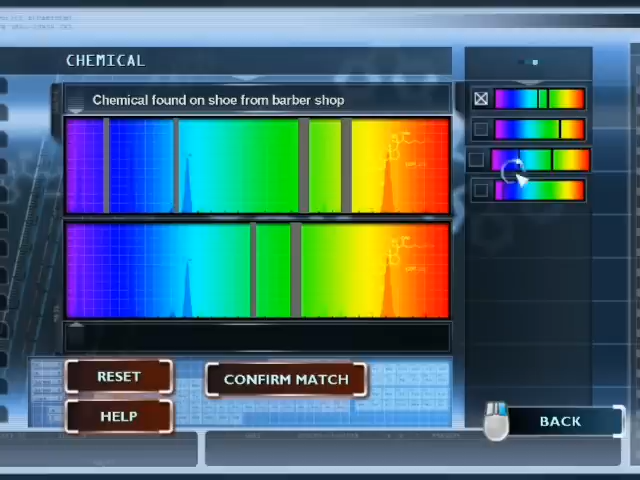 CHEMICAL
Chemical found on shoe from barber shop
RESET
CONFIRM MATCH
HELP
BACK